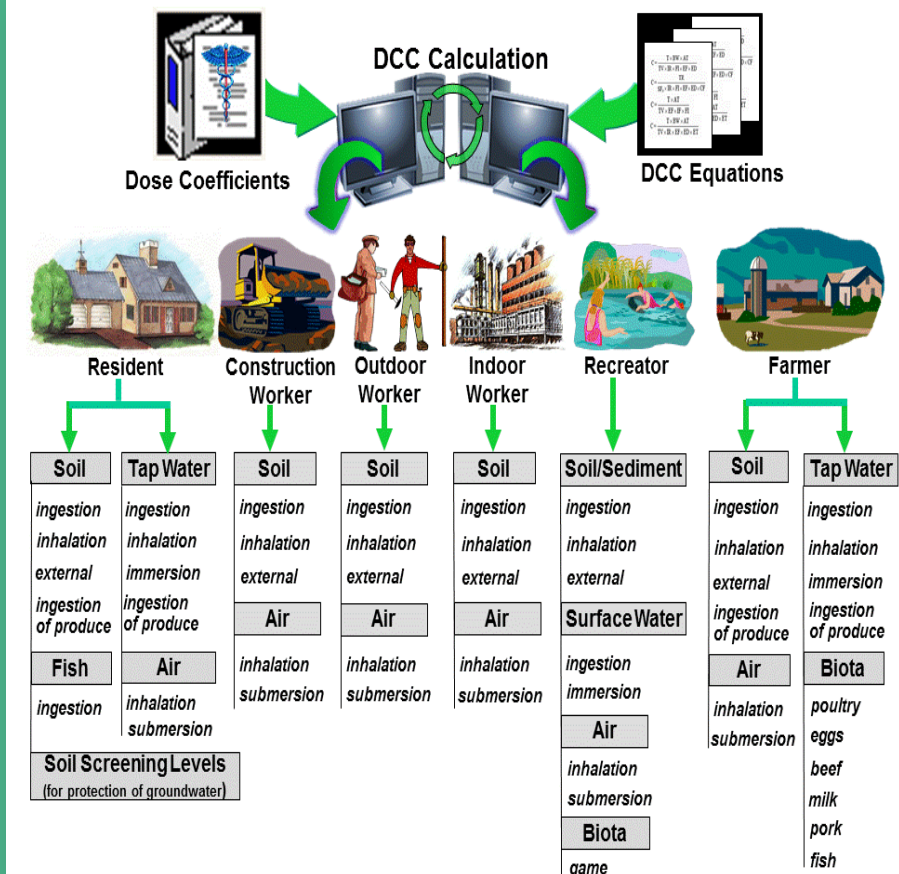 DCC Calculation
Dose Coefficients
DCC Equations
Resident
Construction
Worker
Outdoor
Worker
Indoor
Worker
Recreator
Farmer
Soil
ingestion
inhalation
external
ingestion
of produce
Fish
ingestion
Tap Water
ingestion
inhalation
immersion
ingestion
of produce
Air
inhalation
submersion
Soil Screening Levels
(for protection of groundwater)
Soil
ingestion
inhalation
external
Air
inhalation
submersion
Soil
ingestion
inhalation
external
Air
inhalation
submersion
Soil
ingestion
inhalation
external
Air
inhalation
submersion
Soil/Sediment
ingestion
inhalation
external
Surface Water
ingestion
immersion
Air
inhalation
submersion
Biota
game
Soil
ingestion
inhalation
external
ingestion
of produce
Air
inhalation
submersion
Tap Water
ingestion
inhalation
immersion
ingestion
of produce
Biota
poultry
eggs
beef
milk
pork
fish